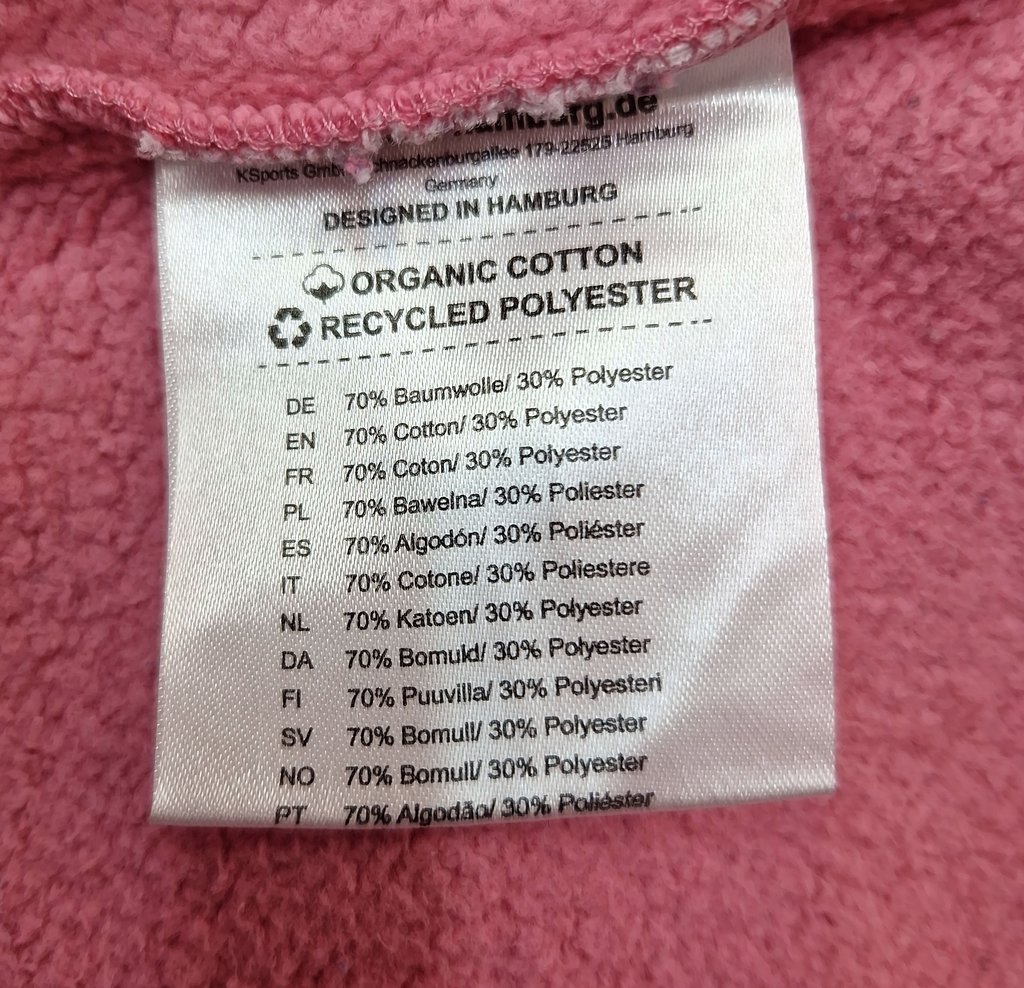 KSports Schnackenburgallee 179 22525 Hamburg
Germany
DESIGNED IN HAMBURG
ORGANIC COTTON
RECYCLED POLYESTER
DE 70% Baumwolle/ 30% Polyester
EN 70% Cotton/ 30% Polyester
FR 70% Coton/ 30% Polyester
PL 70% Bawelna/ 30% Poliester
ES 70% Algodón/ 30% Poliéster
IT 70% Cotone/ 30% Poliestere
NL 70% Katoen/ 30% Polyester
DA 70% Bomuld/ 30% Polyester
FI 70% Puuvilla/ 30% Polyesteri
SV 70% Bomull/ 30% Polyester
NO 70% Bomull/ 30% Polyester
PT 70% Algodão/ 30% Poliéster